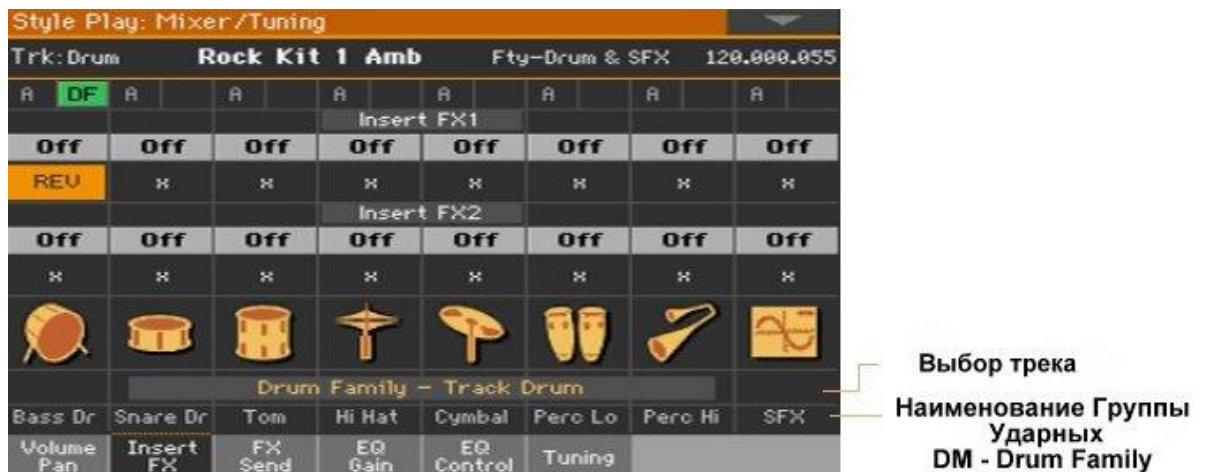 Style Play: Mixer/Tuning
Trk:Drum Rock Kit 1 Amb Fty-Drum & SFX 120.000.055
A DF A A A A A A A
Insert FX1
Off Off Off Off Off Off Off Off
REV x x x x x x x
Insert FX2
Off Off Off Off Off Off Off Off
x x x x x x x x
Drum Family - Track Drum
Выбор трека
Bass Dr Snare Dr Tom Hi Hat Cymbal Perc Lo Perc Hi SFX
Наименование Группы
Ударных
DM - Drum Family
Volume Pan Insert FX FX Send EQ Gain EQ Control Tuning